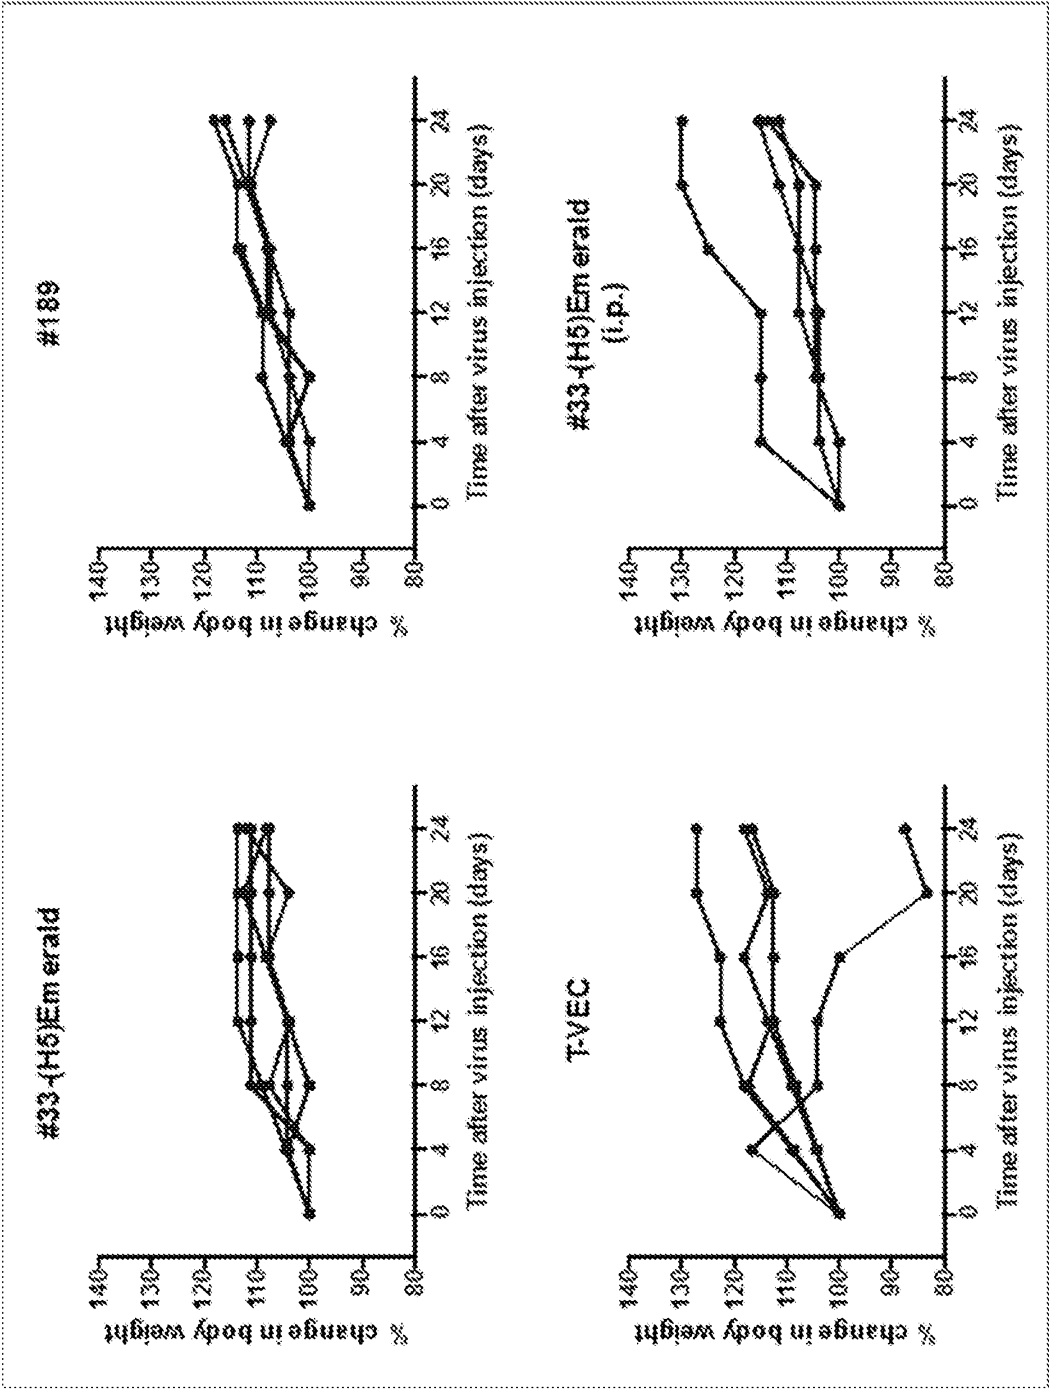 #33-(H5)Emerald
% change in body weight
140
130
120
110
100
80
0 4 8 12 16 20 24
Time after virus injection (days)
#189
% change in body weight
140
130
120
110
100
80
0 4 8 12 16 20 24
Time after virus injection (days)
T-VEC
% change in body weight
140
130
120
110
100
90
80
0 4 8 12 16 20 24
Time after virus injection (days)
#33-(H5)Emerald
(i.p.)
% change in body weight
140
130
120
110
100
90
80
0 4 8 12 16 20 24
Time after virus injection (days)